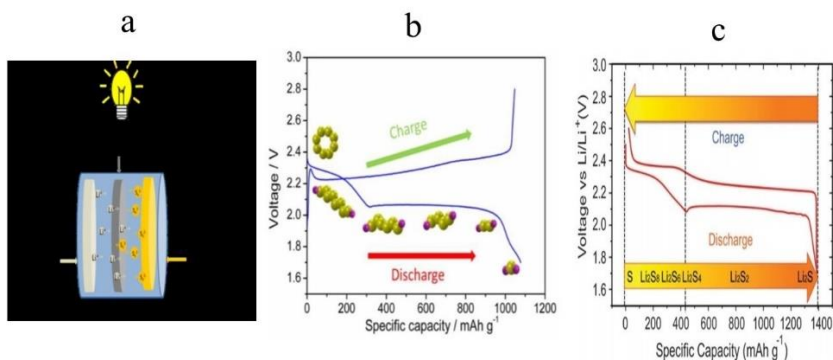 a
b
c
3.0
2.8
2.6
2.4
2.2
2.0
1.8
1.6
Voltage / V
Charge
Discharge
0 200 400 600 800 1000 1200
Specific capacity / mAh g⁻¹
3.0
2.8
2.6
2.4
2.2
2.0
1.8
1.6
Voltage vs Li/Li⁺(V)
Charge
Discharge
S Li₂S₈ Li₂S₆ Li₂S₄ Li₂S₂ Li₂S
0 200 400 600 800 1000 1200 1400
Specific Capacity (mAh g⁻¹)